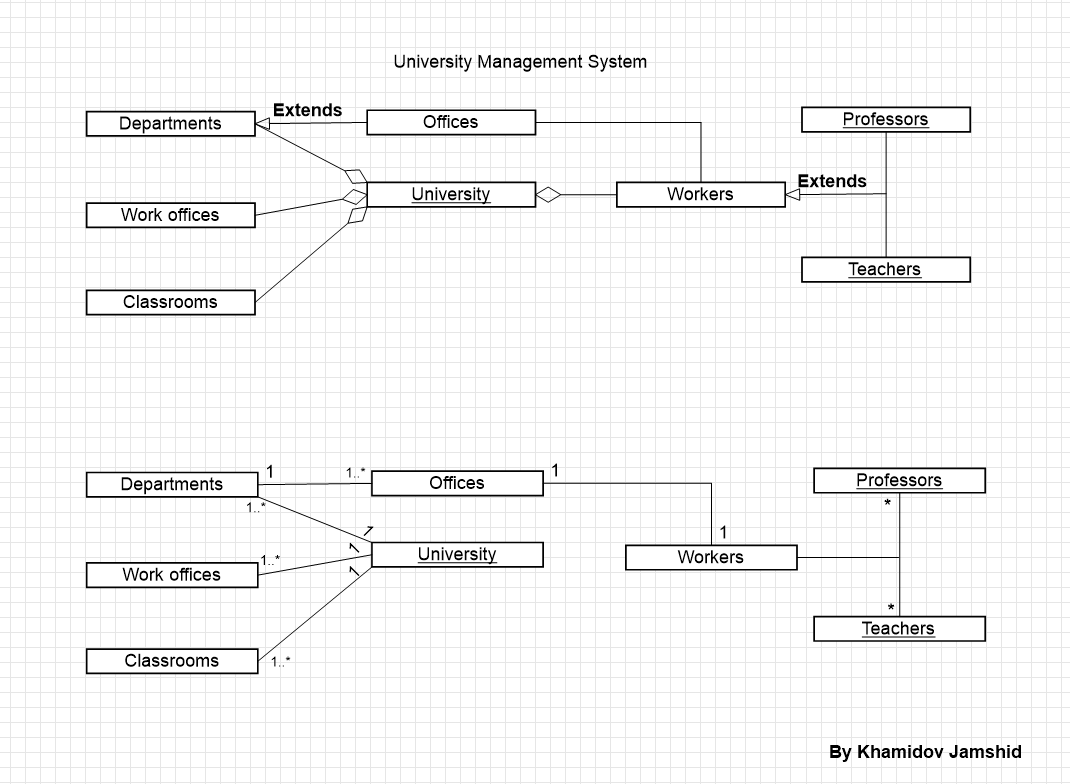 University Management System
Departments
Extends
Offices
Professors
University
Workers
Extends
Work offices
Teachers
Classrooms
Departments
1
1..*
Offices
1
Professors
1..*
1
*
1
University
1
Workers
1..*
Work offices
1
*
Teachers
Classrooms
1..*
By Khamidov Jamshid